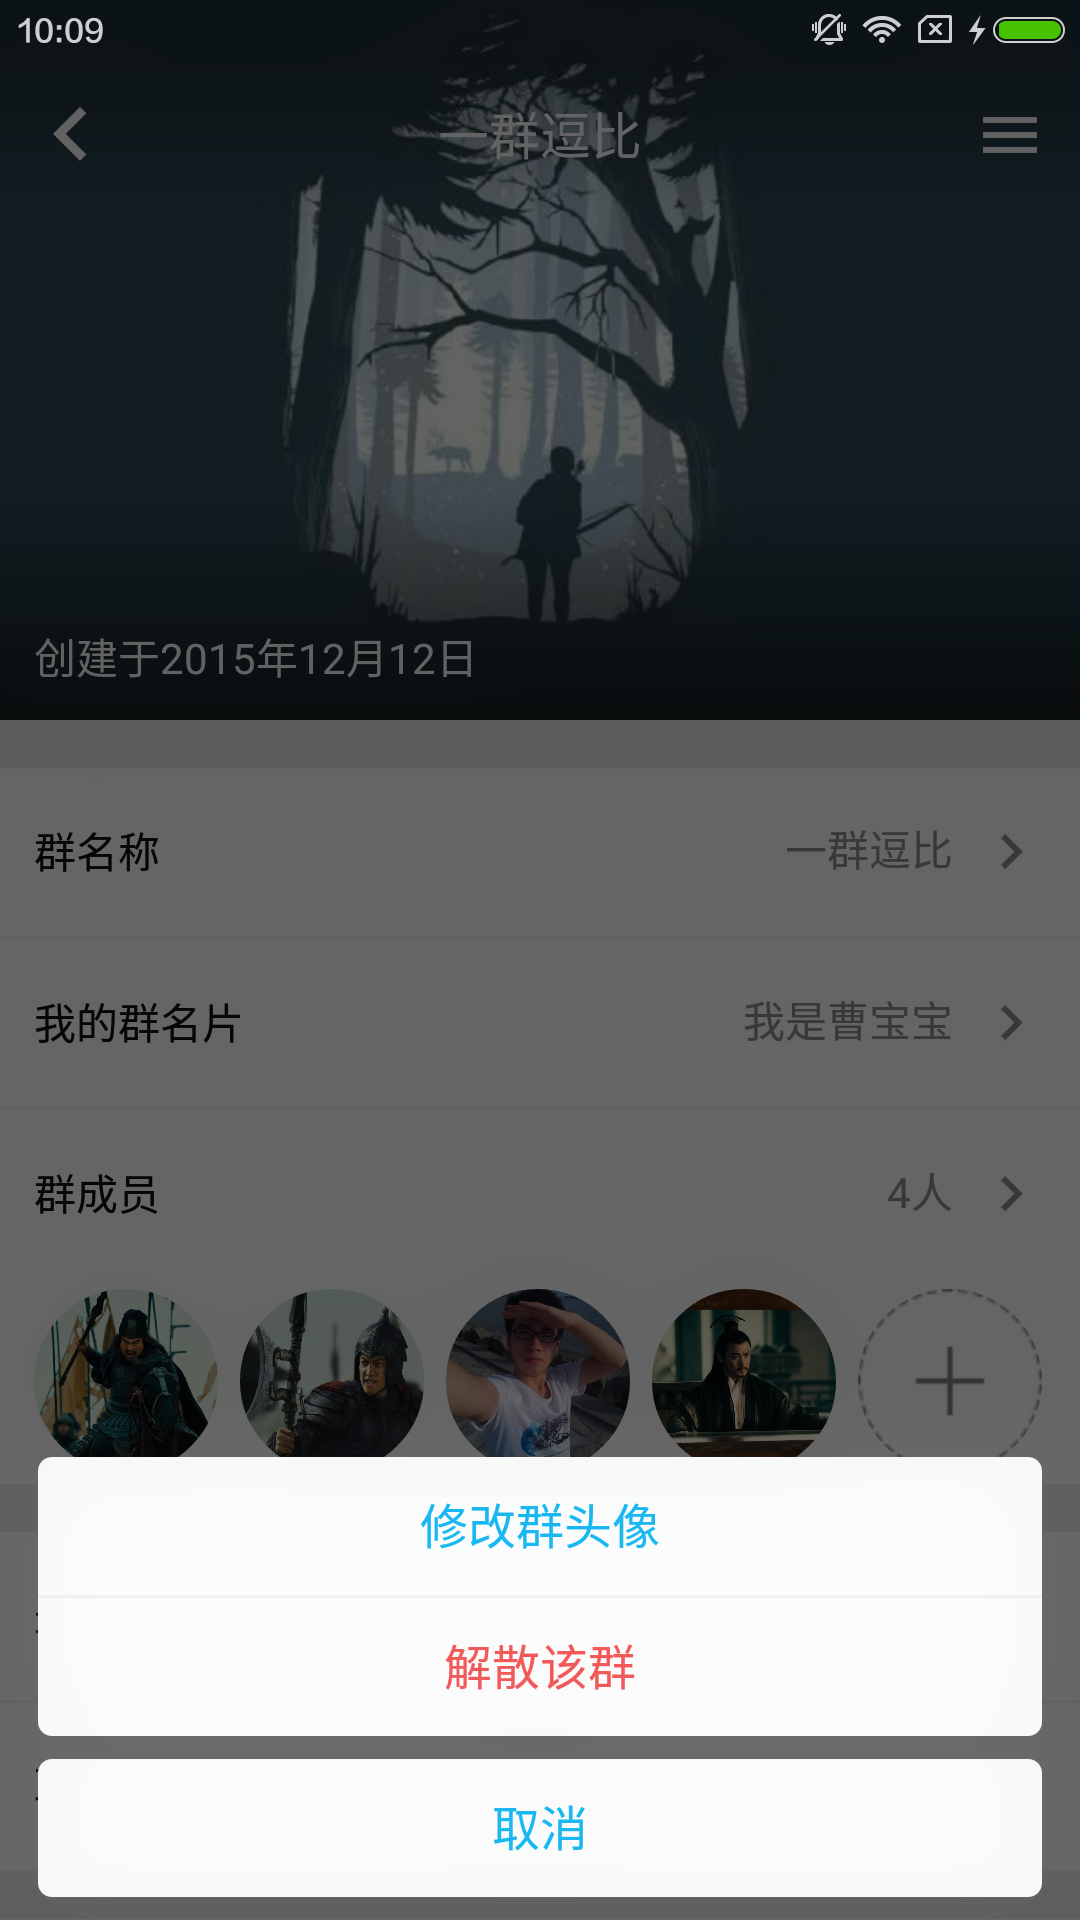 10:09
一群逗比
创建于2015年12月12日
群名称 一群逗比
我的群名片 我是曹宝宝
群成员 4人
修改群头像
解散该群
取消